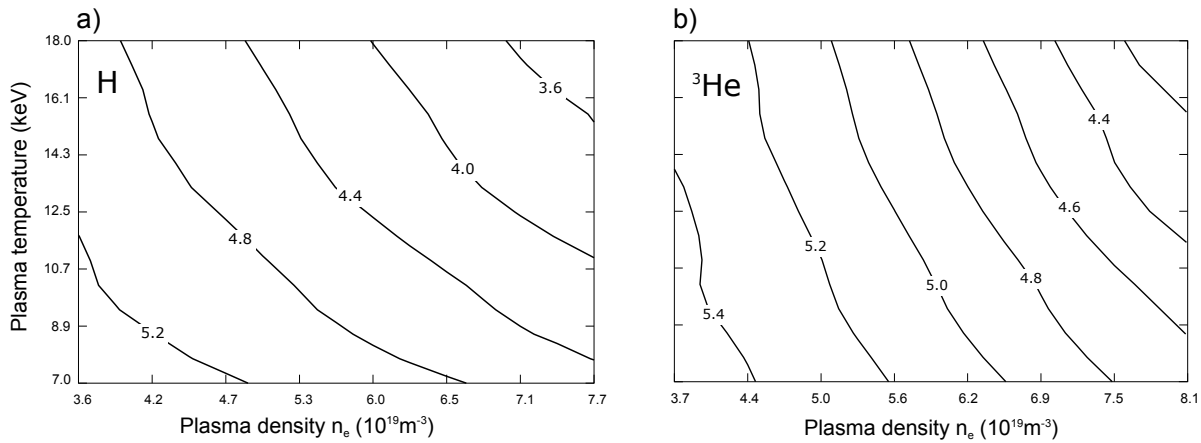 a)
b)
18.0
16.1
14.3
12.5
10.7
8.9
7.0
Plasma temperature (keV)
H
3.6
4.0
4.4
4.8
5.2
3.6 4.2 4.7 5.3 6.0 6.5 7.1 7.7
Plasma density nₑ (10¹⁹m⁻³)
³He
4.4
4.6
4.8
5.0
5.2
5.4
3.7 4.4 5.0 5.6 6.2 6.9 7.5 8.1
Plasma density nₑ (10¹⁹m⁻³)